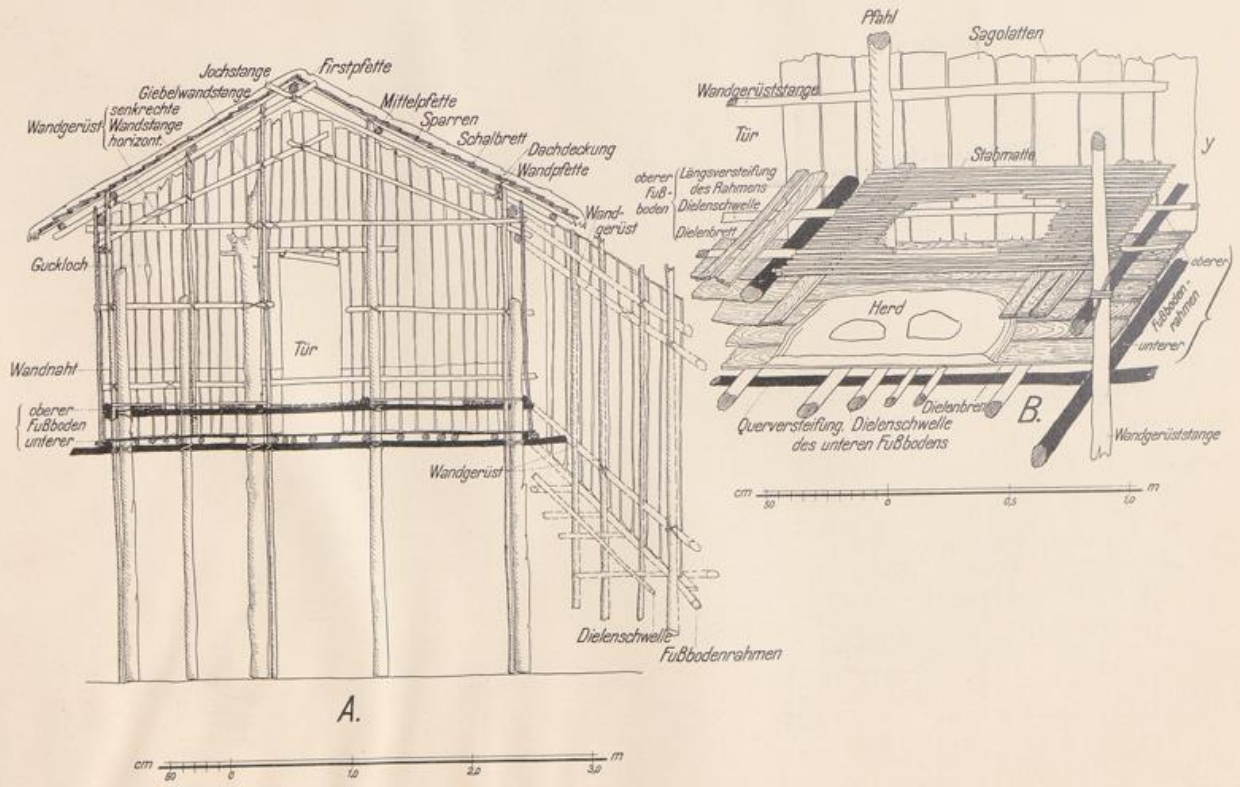 Jochstange
Firstpfette
Giebelwandstange
Wandgerüst { senkrechte
Wandstange
horizont.
Mittelpfette
Sparren
Schalbrett
Dachdeckung
Wandpfette
Wand-
gerüst
Guckloch
Tür
Wandnaht
oberer
Fußboden
unterer
Wandgerüst
Dielenschwelle
Fußbodenrahmen
A.
cm 50 0 1,0 2,0 3,0 m
Pfahl
Sagolatten
Wandgerüststange
Tür
y
Stabmatte
oberer
Fuß-
boden
Längsversteifung
des Rahmens
Dielenschwelle
Dielenbrett
Herd
oberer
Fußboden-
rahmen
unterer
Dielenbrett
Querversteifung. Dielenschwelle
des unteren Fußbodens
B.
Wandgerüststange
cm 50 0 0,5 1,0 m